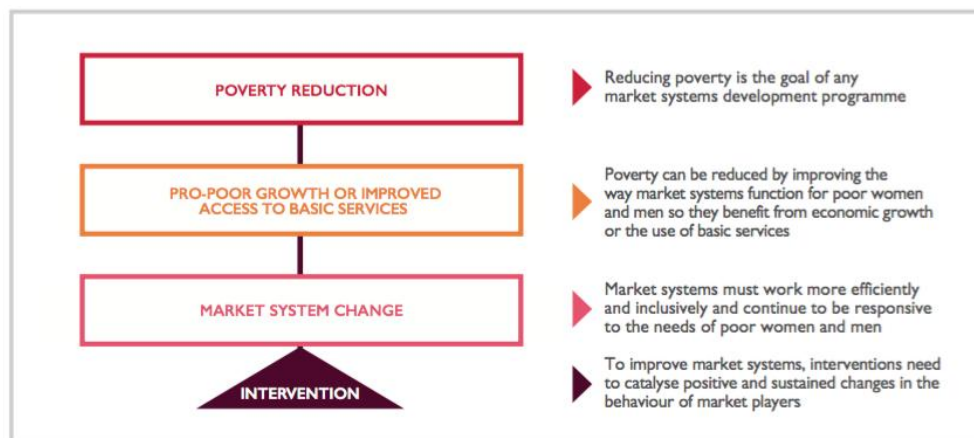 POVERTY REDUCTION
Reducing poverty is the goal of any
market systems development programme
PRO-POOR GROWTH OR IMPROVED
ACCESS TO BASIC SERVICES
Poverty can be reduced by improving the
way market systems function for poor women
and men so they benefit from economic growth
or the use of basic services
MARKET SYSTEM CHANGE
Market systems must work more efficiently
and inclusively and continue to be responsive
to the needs of poor women and men
INTERVENTION
To improve market systems, interventions need
to catalyse positive and sustained changes in the
behaviour of market players